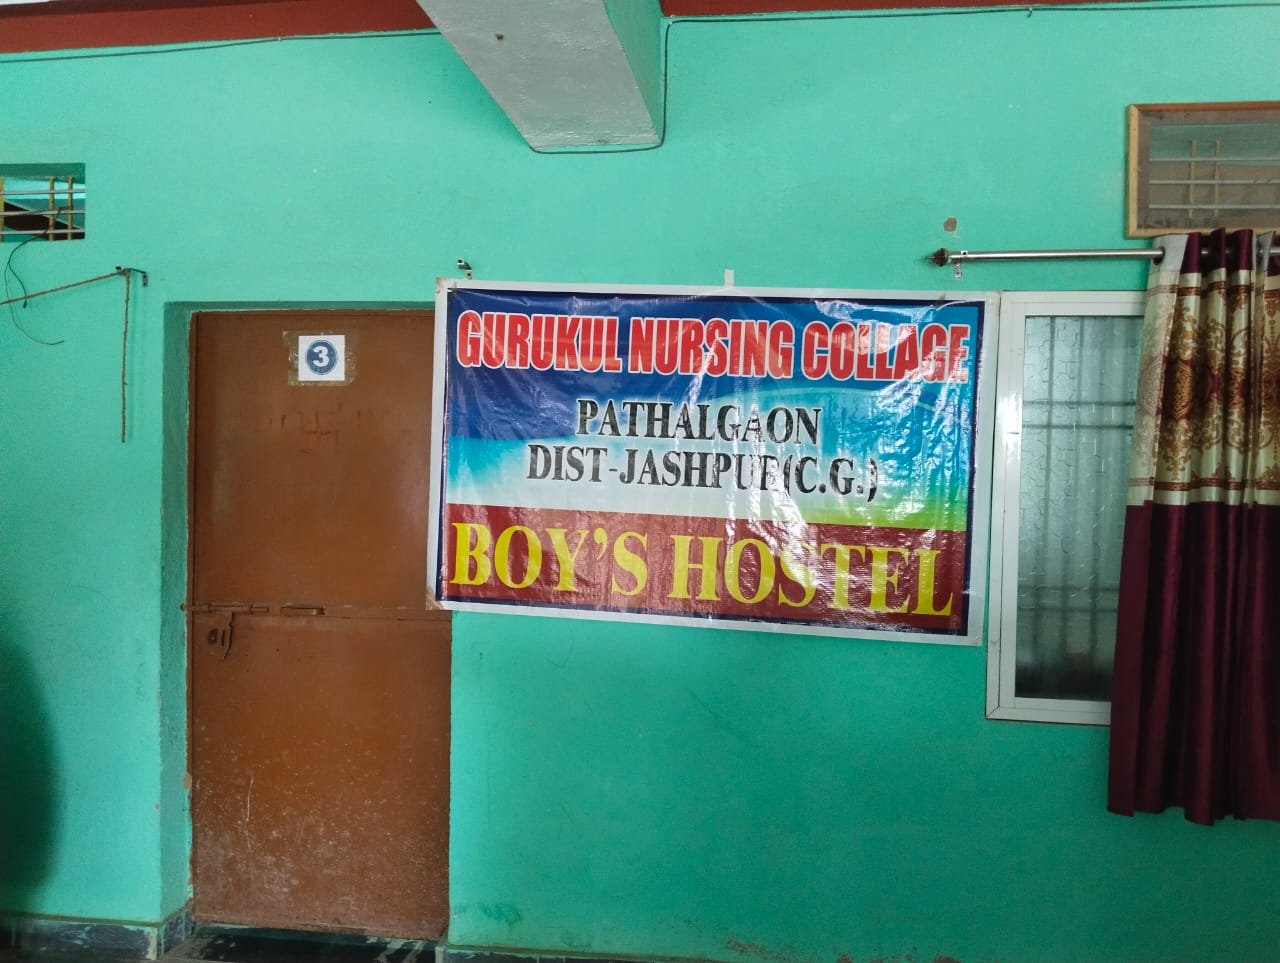 3
GURUKUL NURSING COLLAGE
PATHALGAON
DIST-JASHPUR(C.G.)
BOY'S HOSTEL